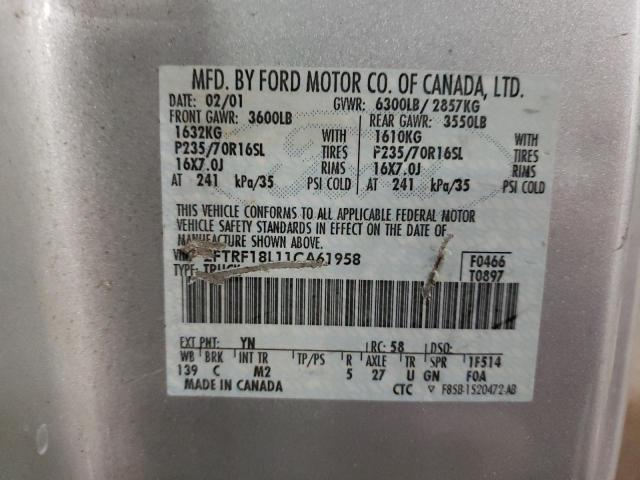 MFD. BY FORD MOTOR CO. OF CANADA, LTD.
DATE: 02/01 GVWR: 6300LB/ 2857KG
FRONT GAWR: 3600LB REAR GAWR: 3550LB
1632KG WITH 1610KG WITH
P235/70R16SL TIRES P235/70R16SL TIRES
16X7.0J RIMS 16X7.0J RIMS
AT 241 kPa/35 PSI COLD AT 241 kPa/35 PSI COLD
THIS VEHICLE CONFORMS TO ALL APPLICABLE FEDERAL MOTOR
VEHICLE SAFETY STANDARDS IN EFFECT ON THE DATE OF
MANUFACTURE SHOWN ABOVE.
FTRF18L11CA61958 F0466
TYPE: TRUCK T0897
EXT PNT: YN RC: 58 DSO:
WB BRK INT TR TP/PS R AXLE TR SPR 1F514
139 C M2 5 27 U GN F0A
MADE IN CANADA CTC ▽ F85B-1520472-AB